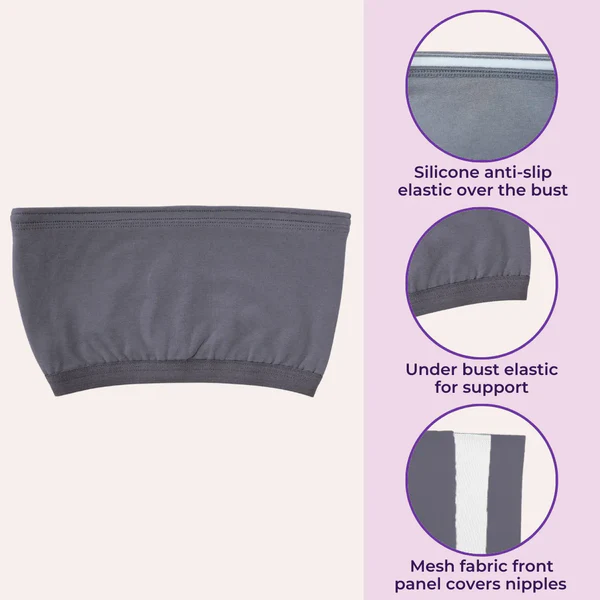 Silicone anti-slip
elastic over the bust
Under bust elastic
for support
Mesh fabric front
panel covers nipples